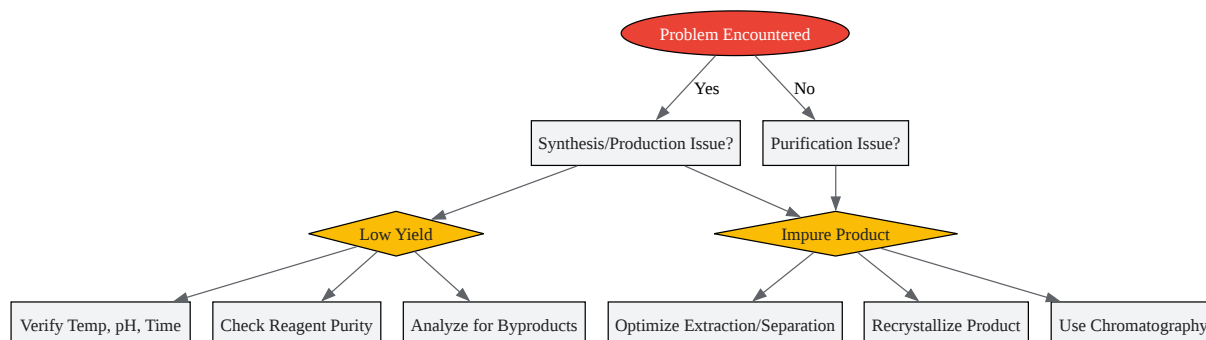 Problem Encountered
Yes
No
Synthesis/Production Issue?
Purification Issue?
Low Yield
Impure Product
Verify Temp, pH, Time
Check Reagent Purity
Analyze for Byproducts
Optimize Extraction/Separation
Recrystallize Product
Use Chromatography